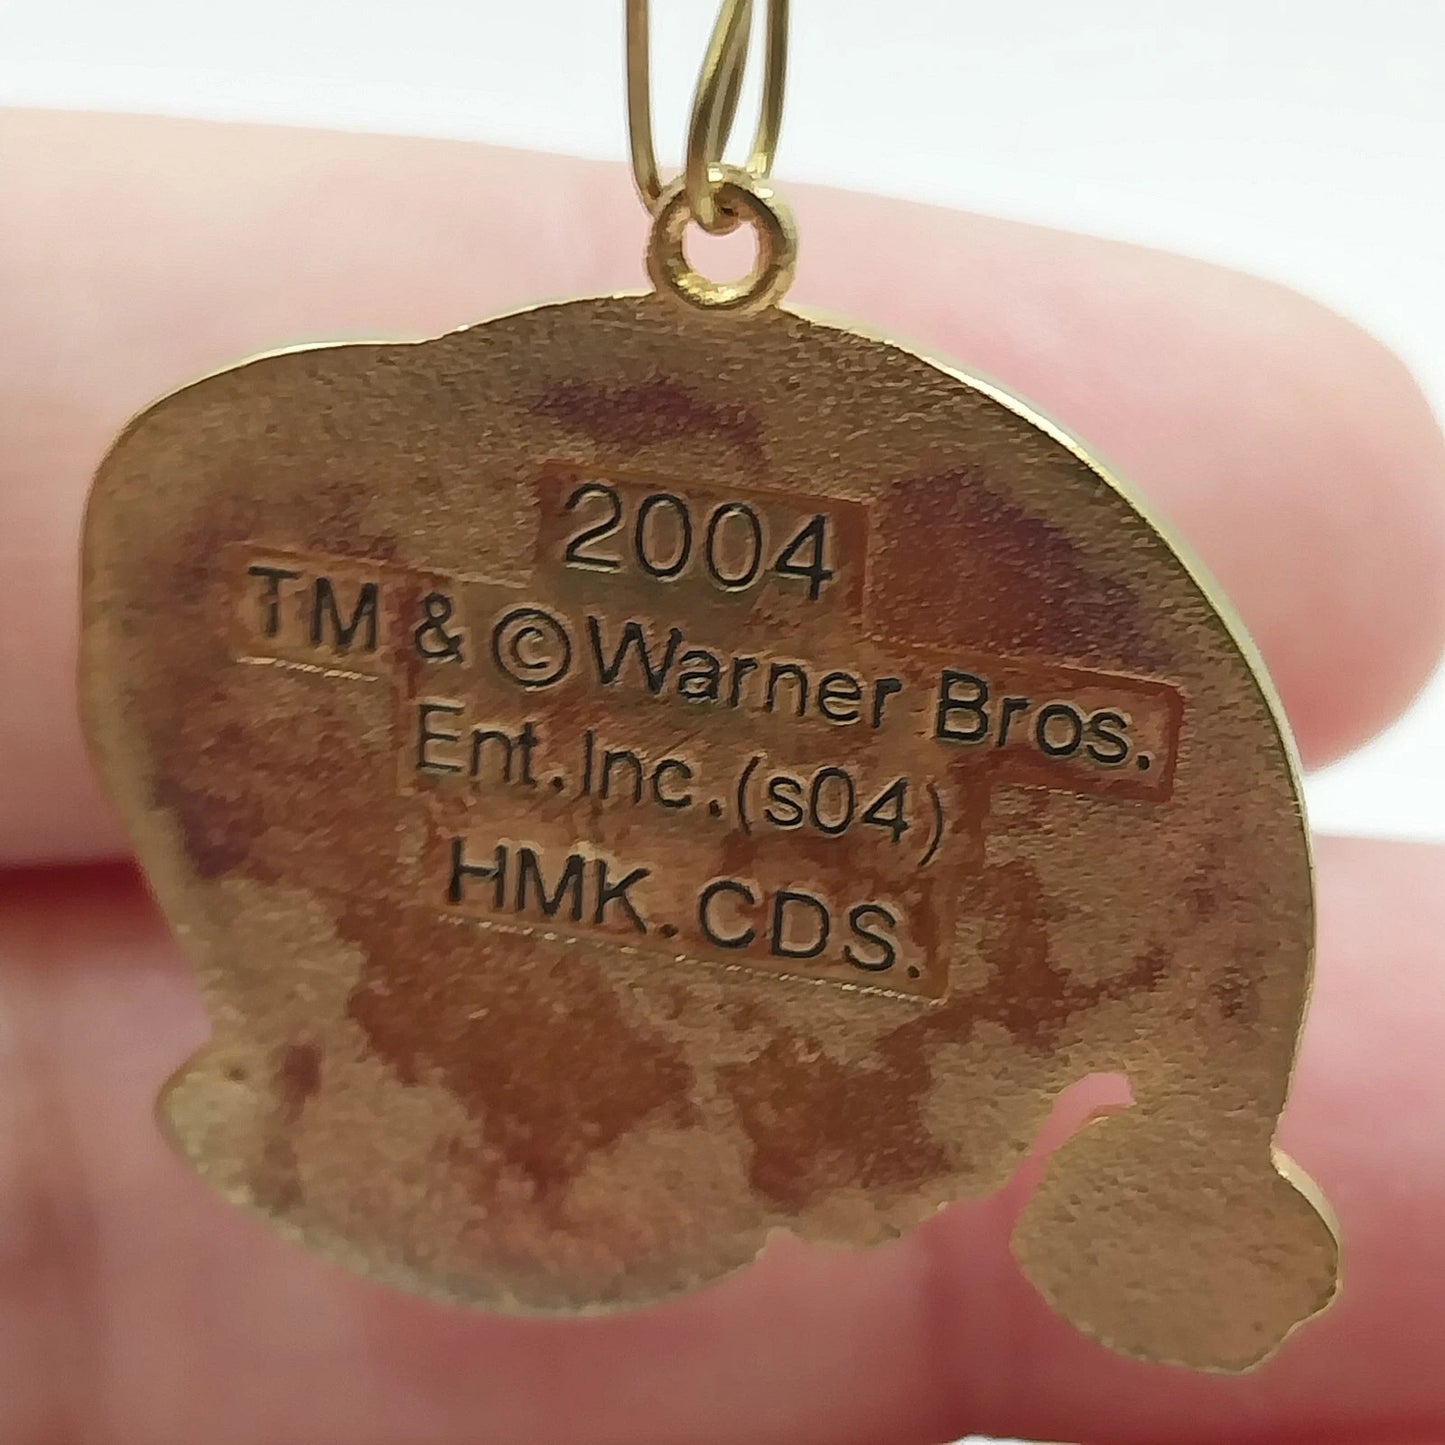 2004
TM & ©Warner Bros.
Ent.Inc.(s04)
HMK.CDS.